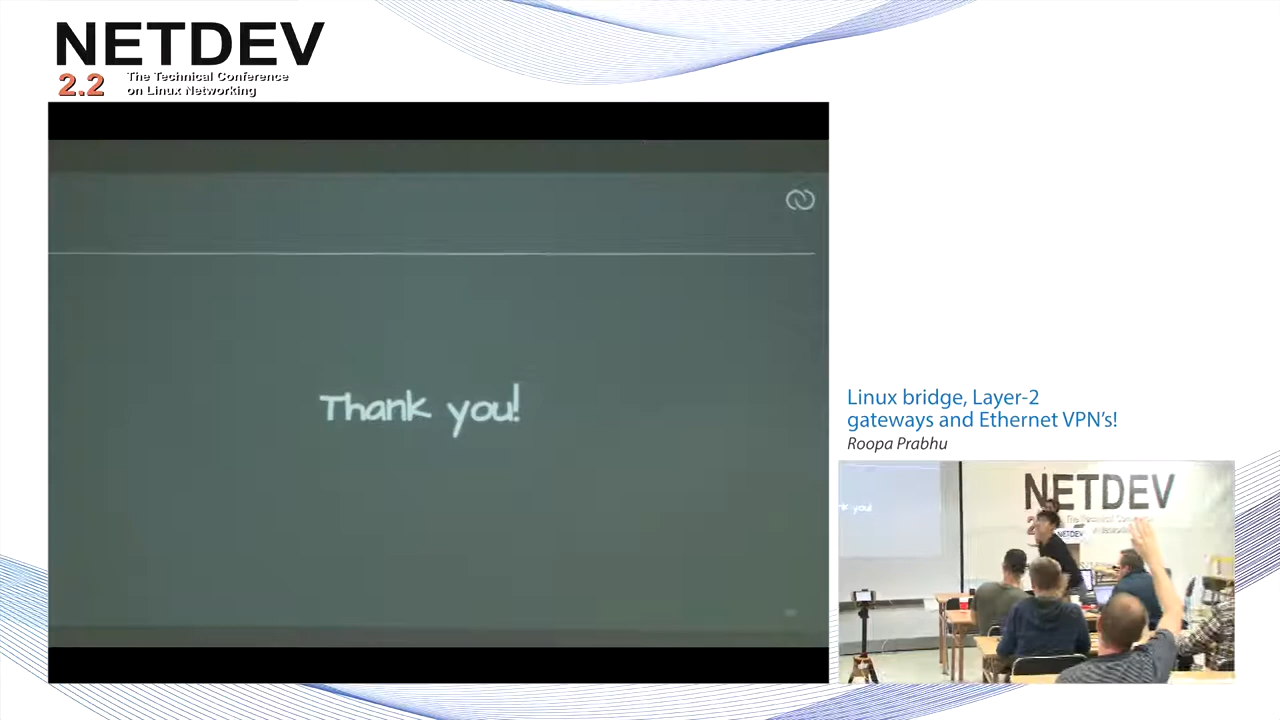 NETDEV
2.2
The Technical Conference
on Linux Networking
Thank you!
Linux bridge, Layer-2
gateways and Ethernet VPN's!
Roopa Prabhu
NETDEV
NETDEV